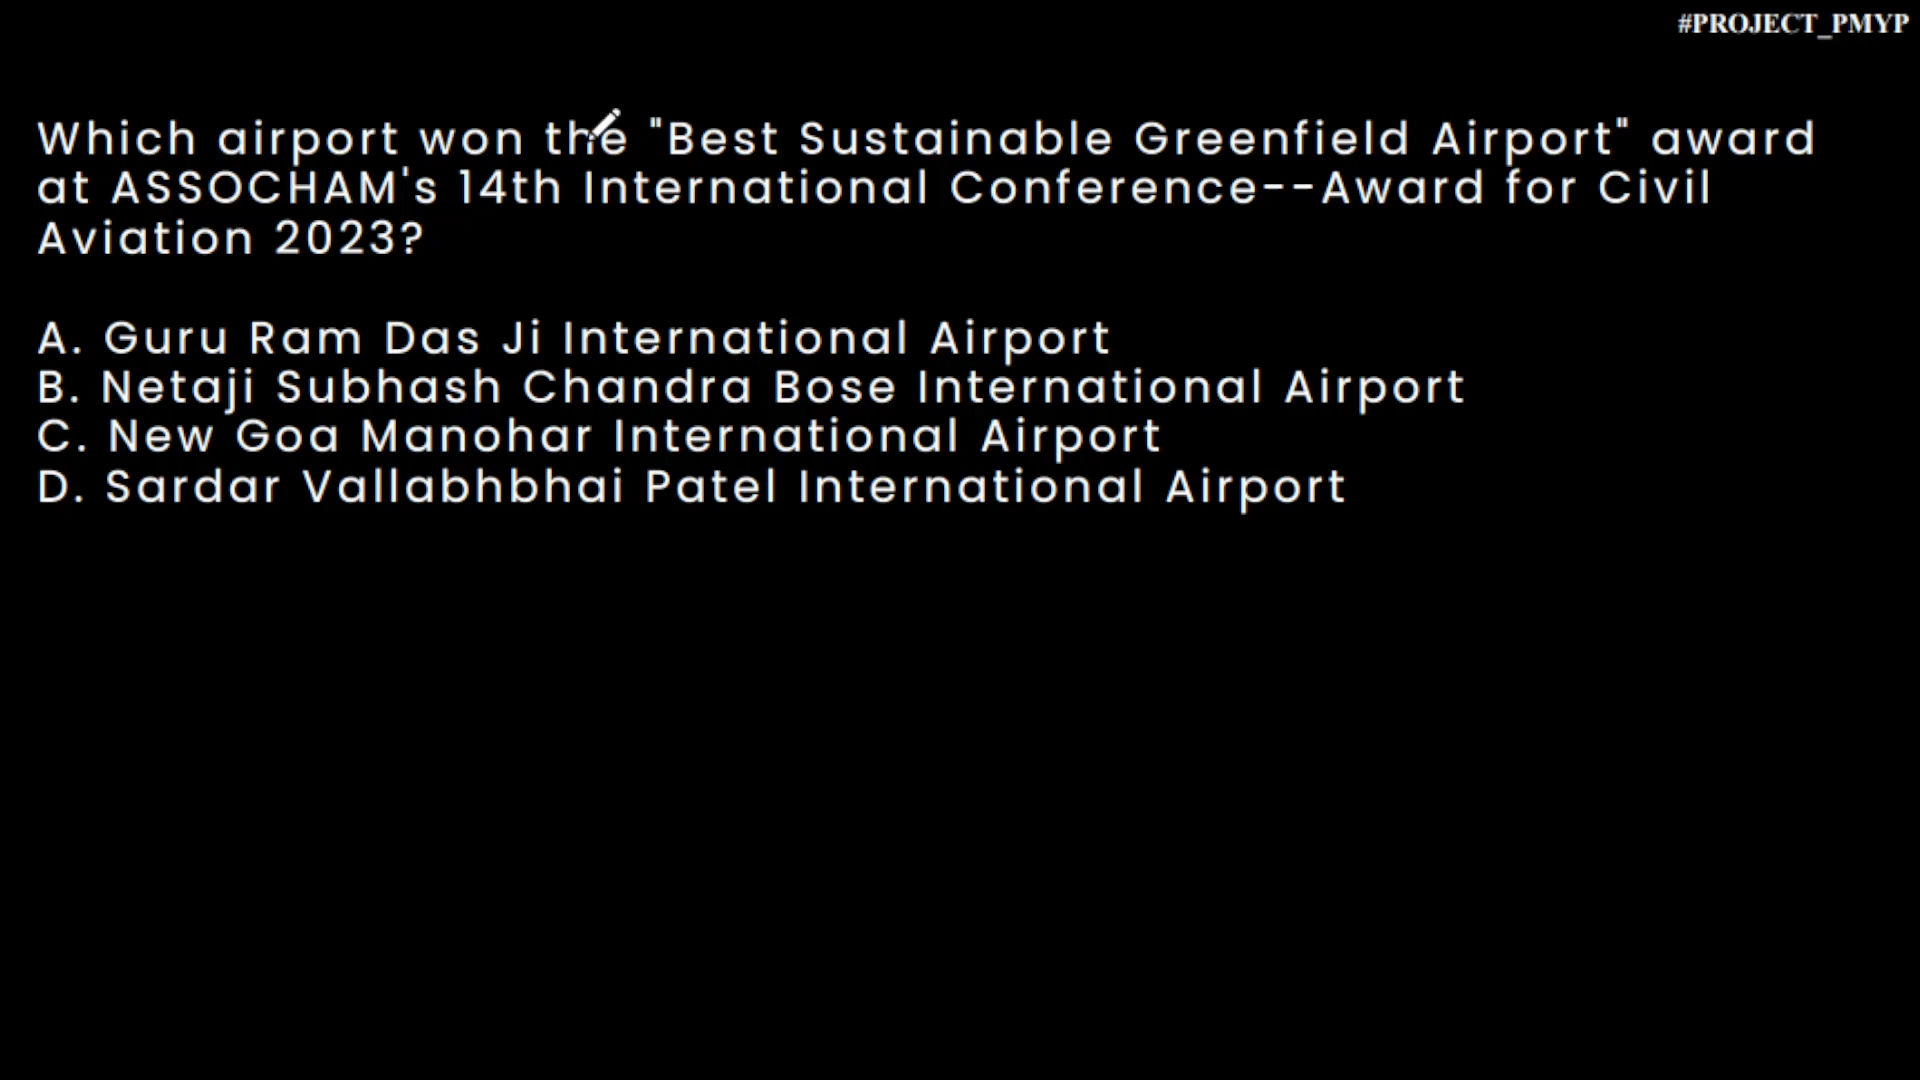 #PROJECT_PMYP
Which airport won the "Best Sustainable Greenfield Airport" award
at ASSOCHAM's 14th International Conference--Award for Civil
Aviation 2023?
A. Guru Ram Das Ji International Airport
B. Netaji Subhash Chandra Bose International Airport
C. New Goa Manohar International Airport
D. Sardar Vallabhbhai Patel International Airport